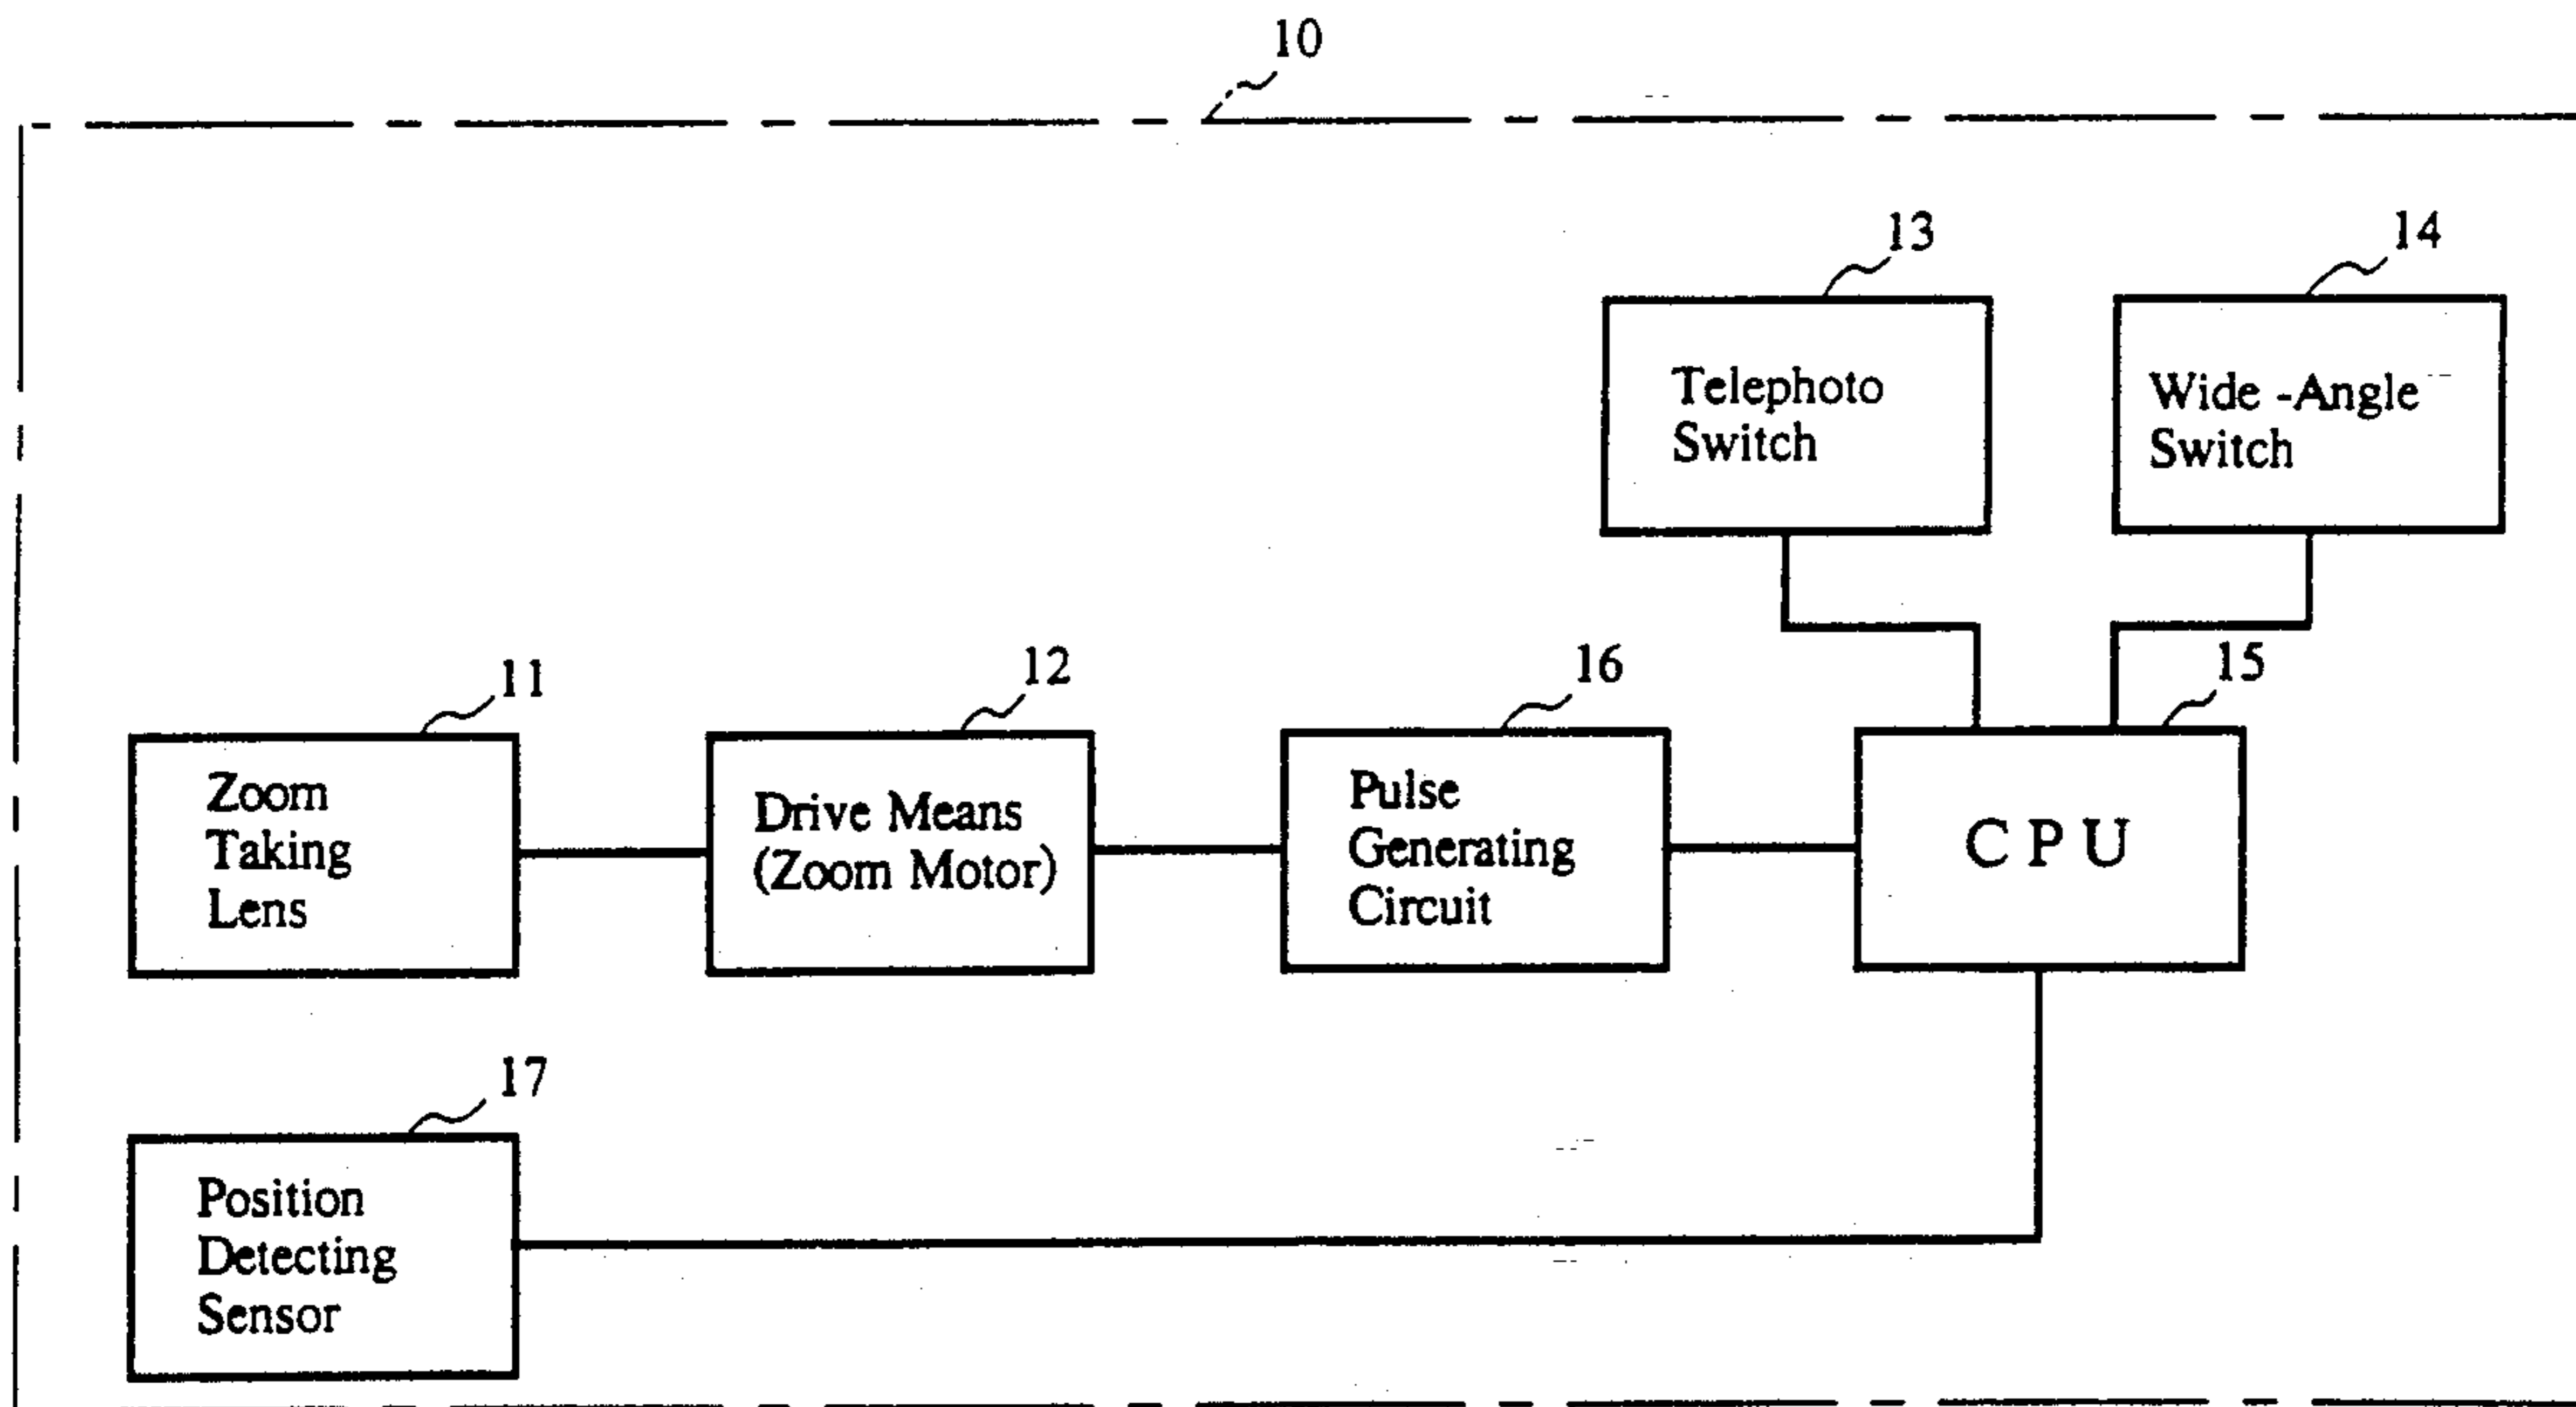 10
13
14
Telephoto
Switch
Wide -Angle
Switch
11
12
16
15
Zoom
Taking
Lens
Drive Means
(Zoom Motor)
Pulse
Generating
Circuit
C P U
17
Position
Detecting
Sensor